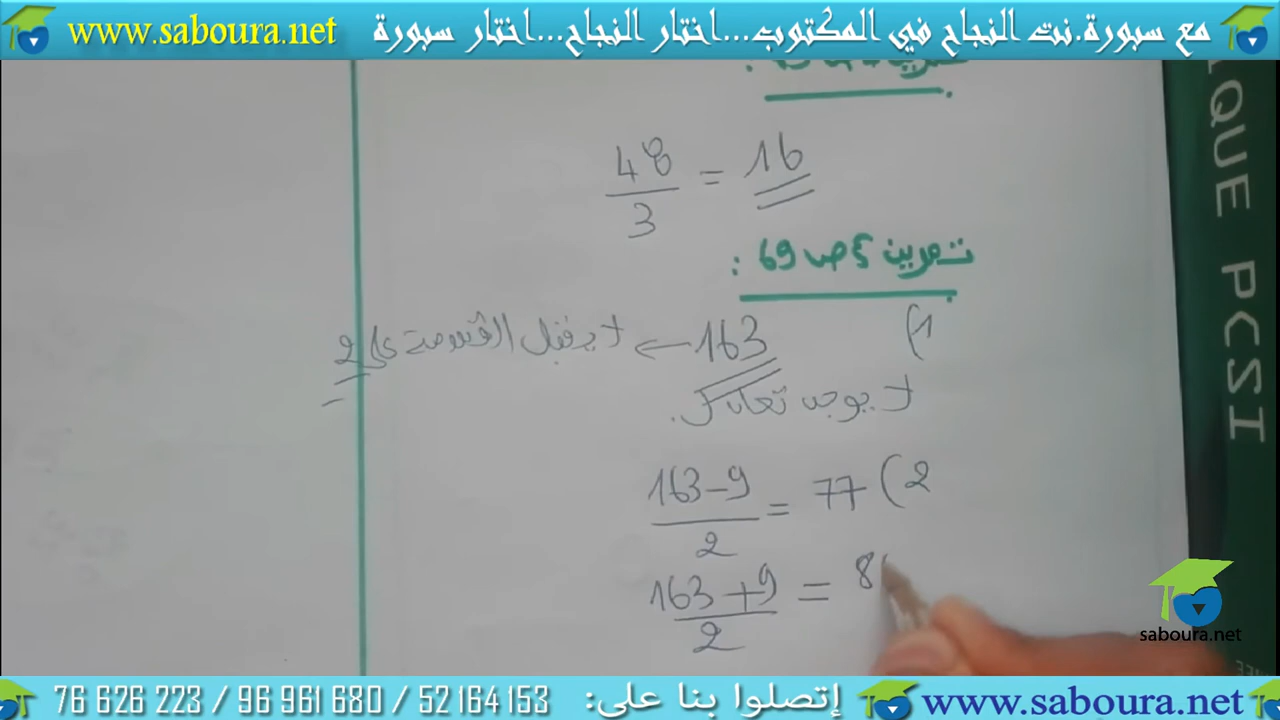 مع سبورة.نت النجاح في المكتوب...اختار النجاح...اختار سبورة www.saboura.net
48/3 = 16
تمرين 4 ص 69 :
1) 163 ← لا يقبل القسمة على 2
لا يوجد تعادل.
2) 163-9/2 = 77
163+9/2 = 8
QUE PCSI
saboura.net
www.saboura.net إتصلوا بنا على: 76 626 223 / 96 961 680 / 52 164 153